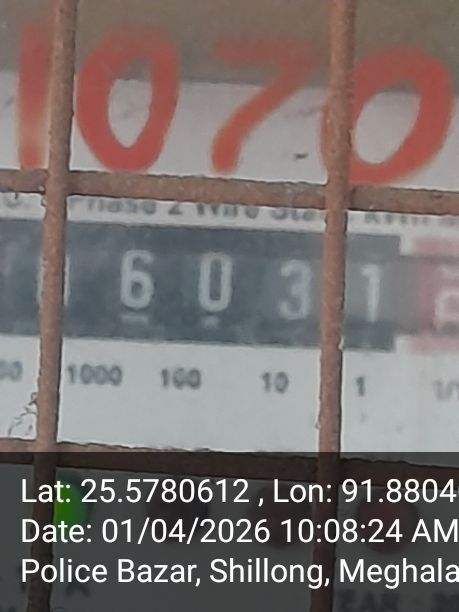 1070
Phase 2 Wire Sta
6 0 3 1
1000 100 10 1
Lat: 25.5780612 , Lon: 91.8804
Date: 01/04/2026 10:08:24 AM
Police Bazar, Shillong, Meghala